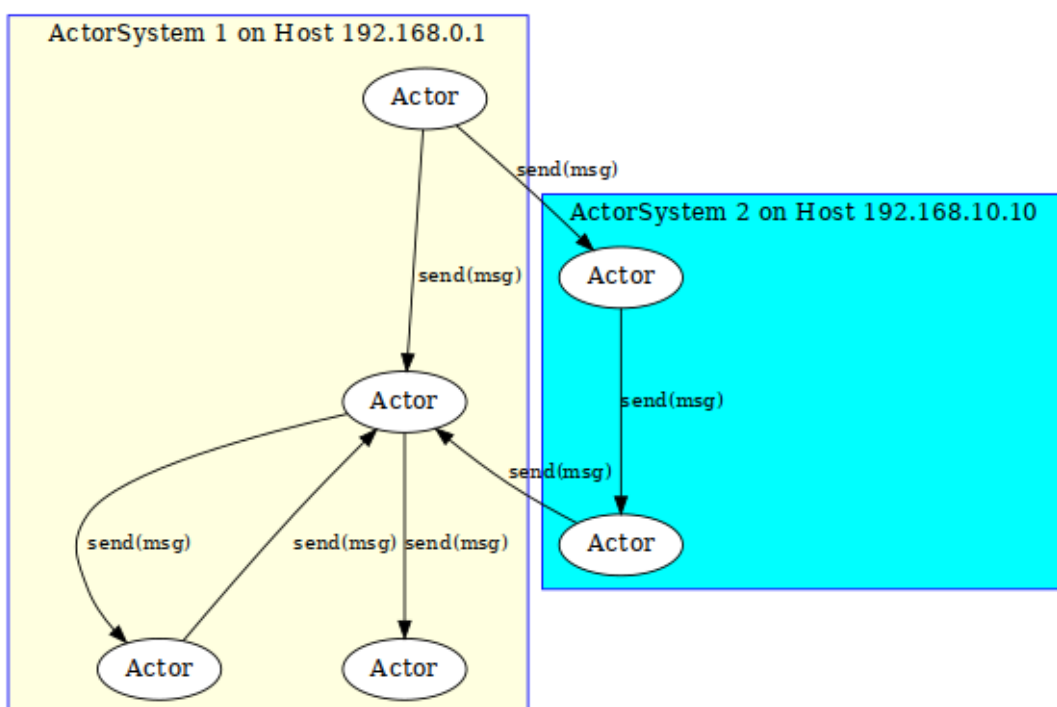 ActorSystem 1 on Host 192.168.0.1
Actor
send(msg)
ActorSystem 2 on Host 192.168.10.10
send(msg)
Actor
Actor
send(msg)
send(msg)
send(msg)
send(msg)
send(msg)
Actor
Actor
Actor